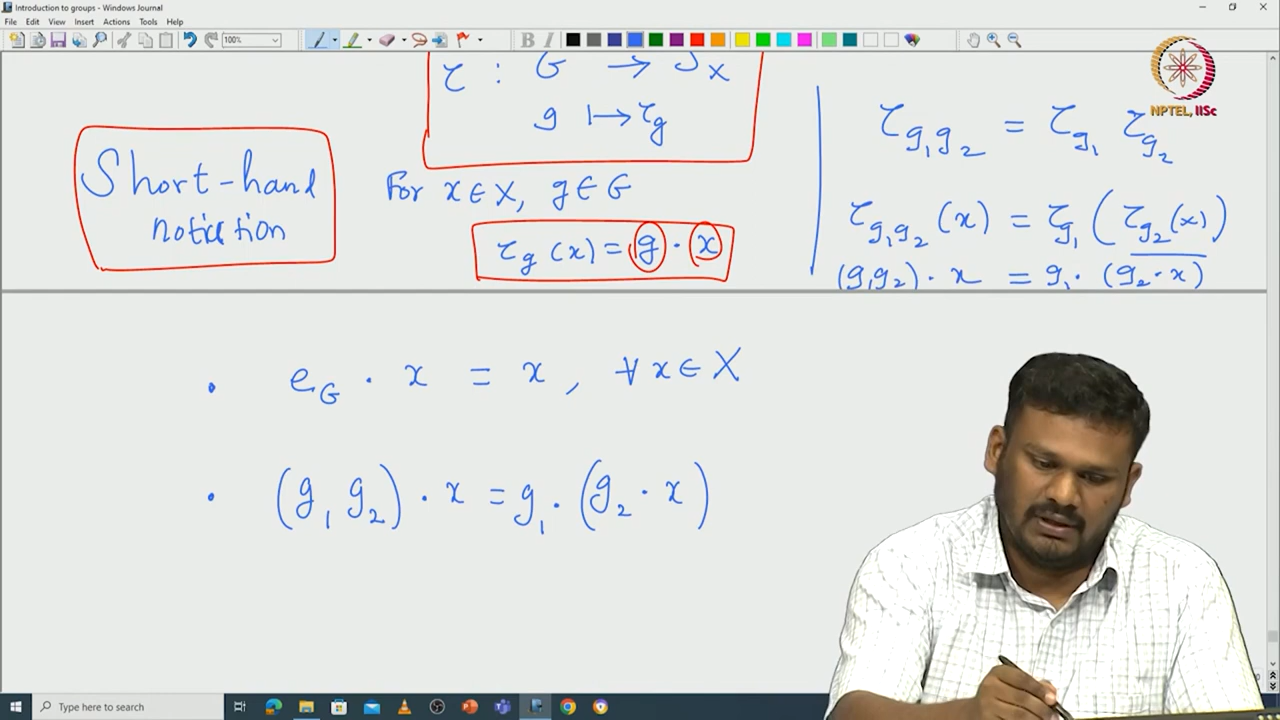 Introduction to groups - Windows Journal
File Edit View Insert Actions Tools Help
100%
B I
NPTEL, IISc
τ : G → S_X
g ↦ τ_g
Short-hand
notation
For x ∈ X, g ∈ G
τ_g (x) = g · x
τ_{g₁g₂} = τ_{g₁} τ_{g₂}
τ_{g₁g₂} (x) = τ_{g₁} (τ_{g₂}(x))
(g₁g₂) · x = g₁ · (g₂ · x)
• e_G · x = x , ∀ x ∈ X
• (g₁ g₂) · x = g₁ · (g₂ · x)
Type here to search